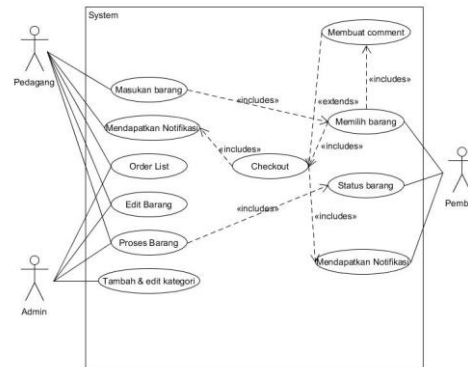 System
Membuat comment
Pedagang
Masukan barang
«includes»
«includes»
«extends»
Mendapatkan Notifikasi
Memilih barang
«includes»
«includes»
Order List
Checkout
Edit Barang
Status barang
Pemb
«includes»
«includes»
Proses Barang
Mendapatkan Notifikasi
Tambah & edit kategori
Admin